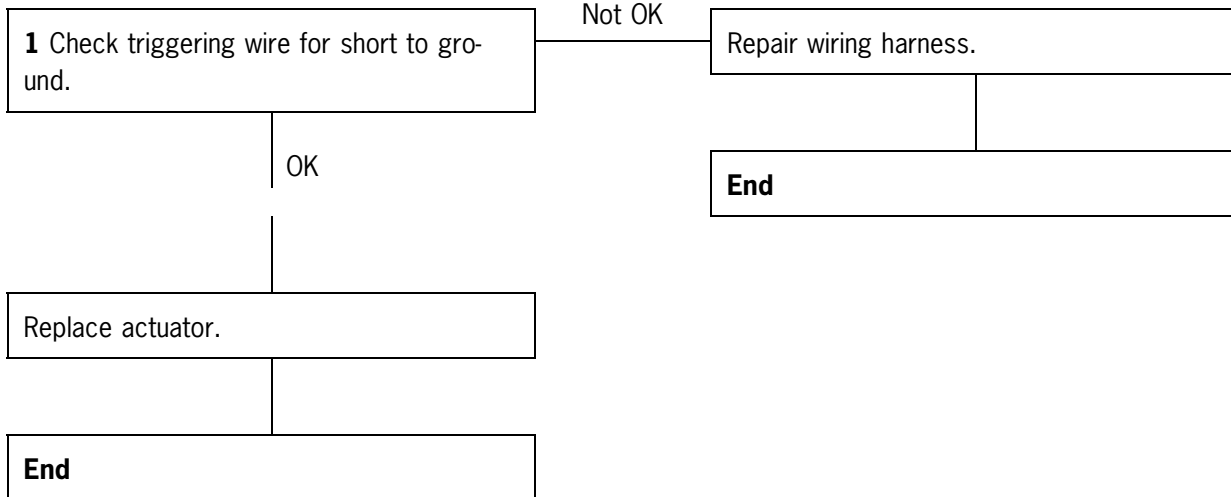 1 Check triggering wire for short to gro-
und.
Not OK
Repair wiring harness.
End
OK
Replace actuator.
End